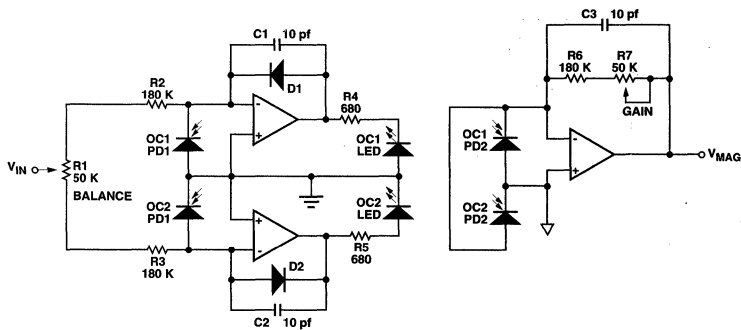 C1 10 pf
D1
R2
180 K
R4
680
OC1
PD1
OC1
LED
-
+
V_IN
R1
50 K
BALANCE
OC2
PD1
OC2
LED
+
-
R3
180 K
R5
680
D2
C2 10 pf
C3 10 pf
R6
180 K
R7
50 K
GAIN
OC1
PD2
-
+
V_MAG
OC2
PD2